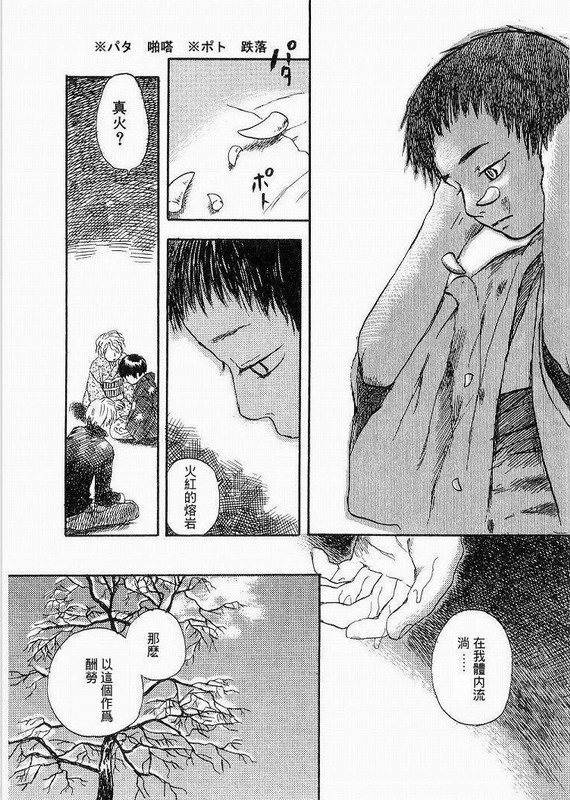 ※パタ　啪嗒　※ポト　跌落
パタ
ポト
真火？
火紅的熔岩
在我體內流
淌……
那麼
以這個作爲
酬勞